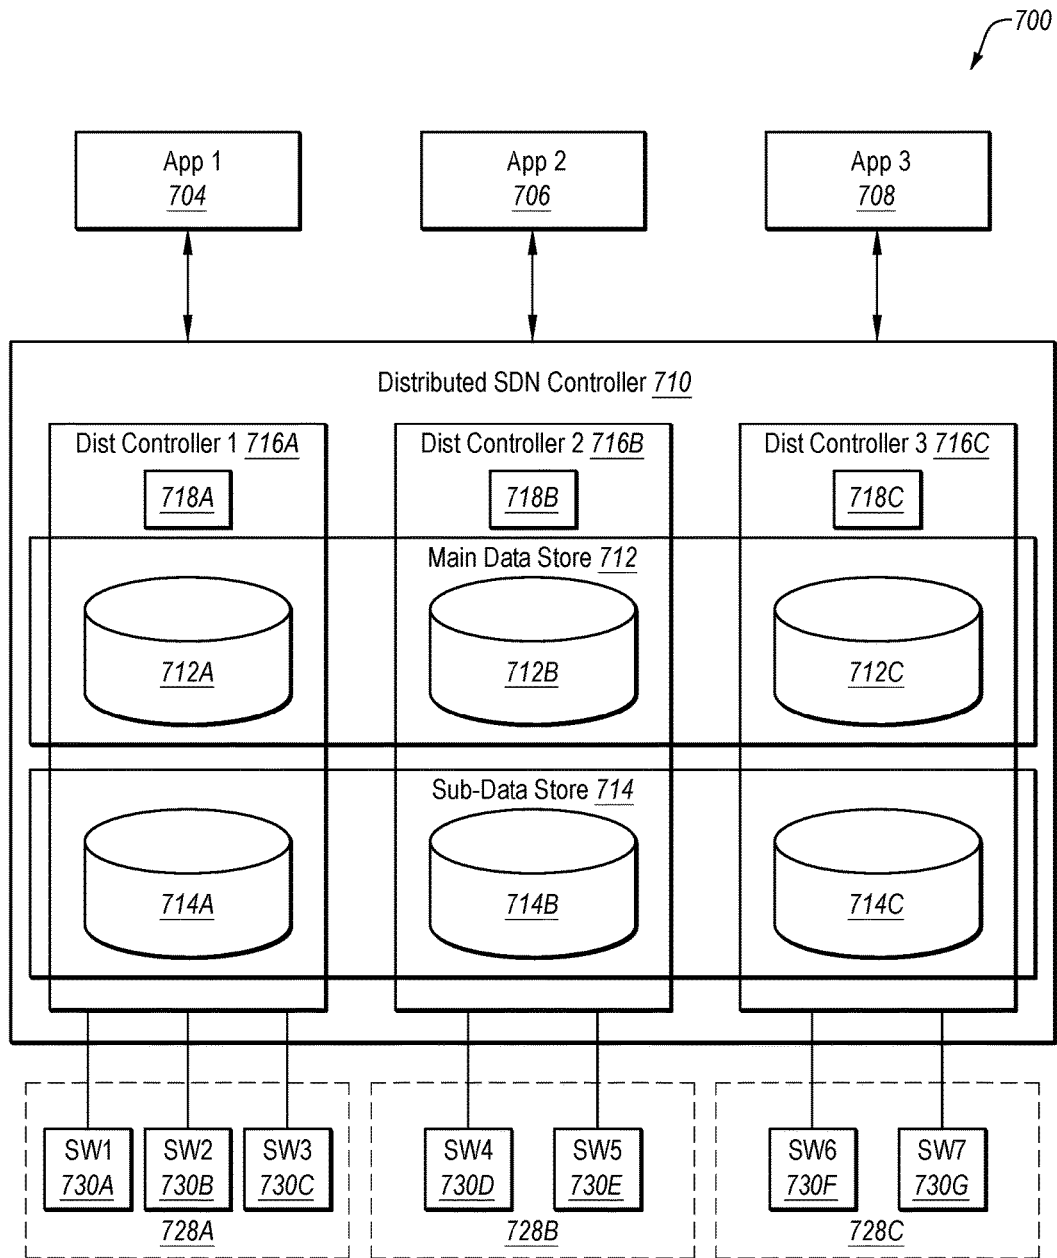 700
App 1
704
App 2
706
App 3
708
Distributed SDN Controller 710
Dist Controller 1 716A
Dist Controller 2 716B
Dist Controller 3 716C
718A
718B
718C
Main Data Store 712
712A
712B
712C
Sub-Data Store 714
714A
714B
714C
SW1
730A
SW2
730B
SW3
730C
SW4
730D
SW5
730E
SW6
730F
SW7
730G
728A
728B
728C